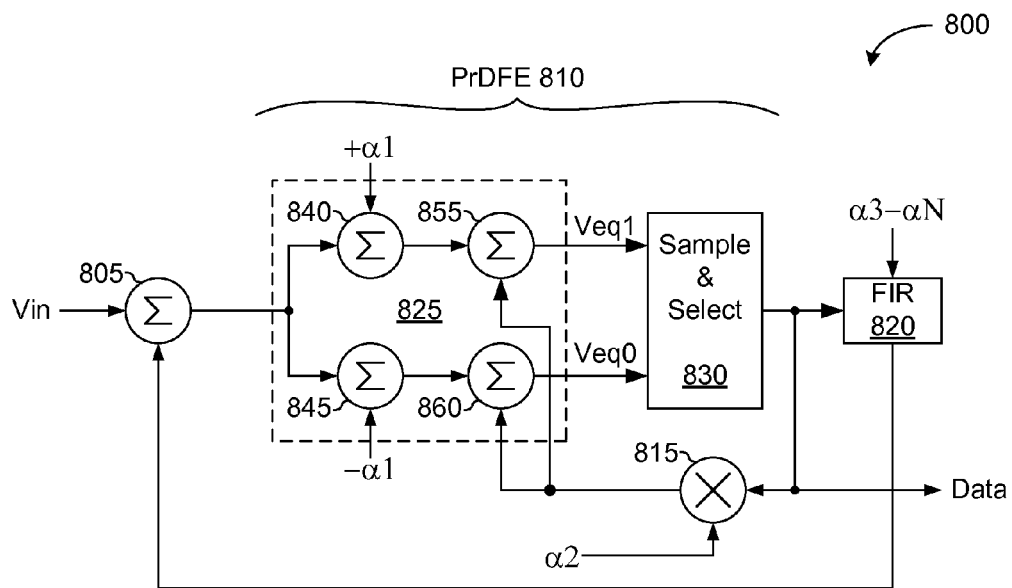 800
PrDFE 810
+α1
840
855
Veq1
α3–αN
Sample
&
Select
830
805
Vin
Σ
Σ
Σ
825
FIR
820
Veq0
845
Σ
860
Σ
−α1
815
Data
α2